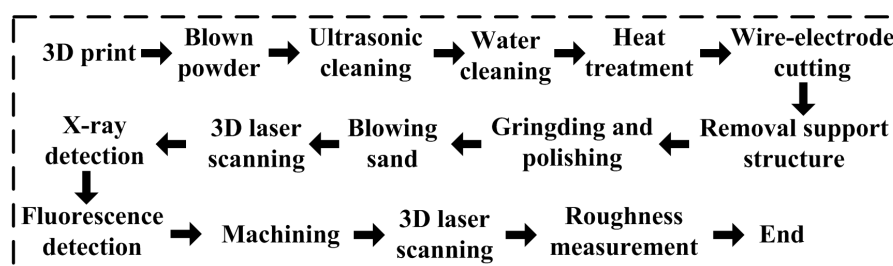 3D print Blown powder Ultrasonic cleaning Water cleaning Heat treatment Wire-electrode cutting
Removal support structure Gringding and polishing Blowing sand 3D laser scanning X-ray detection
Fluorescence detection Machining 3D laser scanning Roughness measurement End